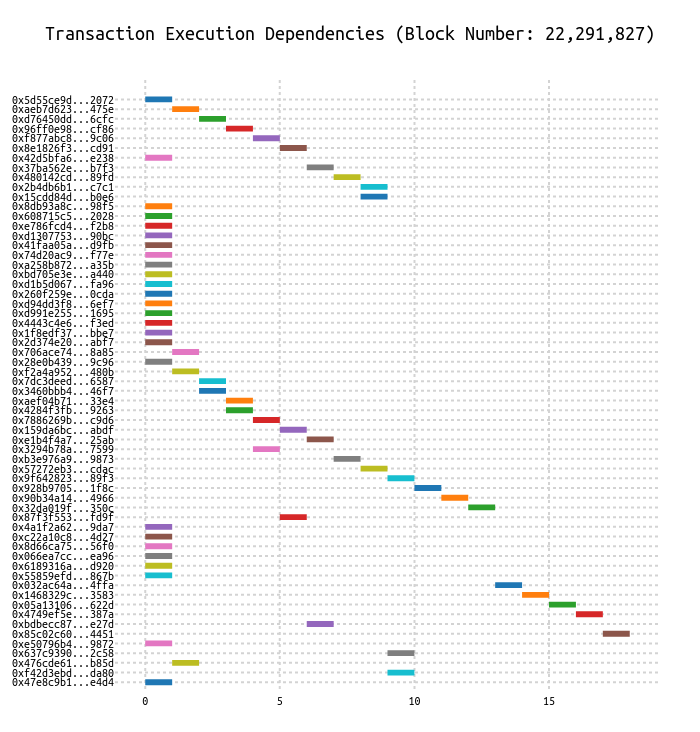 Transaction Execution Dependencies (Block Number: 22,291,827)
0x5d55ce9d...2072
0xaeb7d623...475e
0xd76450dd...6cfc
0x96ff0e98...cf86
0xf877abc8...9c06
0x8e1826f3...cd91
0x42d5bfa6...e238
0x37ba562e...b7f3
0x480142cd...89fd
0x2b4db6b1...c7c1
0x15cdd84d...b0e6
0x8db93a8c...98f5
0x608715c5...2028
0xe786fcd4...f2b8
0xd1307753...90bc
0x41faa05a...d9fb
0x74d20ac9...f77e
0xa258b872...a35b
0xbd705e3e...a440
0xd1b5d067...fa96
0x260f259e...0cda
0xd94dd3f8...6ef7
0xd991e255...1695
0x4443c4e6...f3ed
0x1f8edf37...bbe7
0x2d374e20...abf7
0x706ace74...8a85
0x28e0b439...9c96
0xf2a4a952...480b
0x7dc3deed...6587
0x3460bbb4...46f7
0xaef04b71...33e4
0x4284f3fb...9263
0x7886269b...c9d6
0x159da6bc...abdf
0xe1b4f4a7...25ab
0x3294b78a...7599
0xb3e976a9...9873
0x57272eb3...cdac
0x9f642823...89f3
0x928b9705...1f8c
0x90b34a14...4966
0x32da019f...350c
0x87f3f553...fd9f
0x4a1f2a62...9da7
0xc22a10c8...4d27
0x8d66ca75...56f0
0x066ea7cc...ea96
0x6189316a...d920
0x55859efd...867b
0x032ac64a...4ffa
0x1468329c...3583
0x05a13106...622d
0x4749ef5e...387a
0xbdbecc87...e27d
0x85c02c60...4451
0xe50796b4...9872
0x637c9390...2c58
0x476cde61...b85d
0xf42d3ebd...da80
0x47e8c9b1...e4d4
0 5 10 15